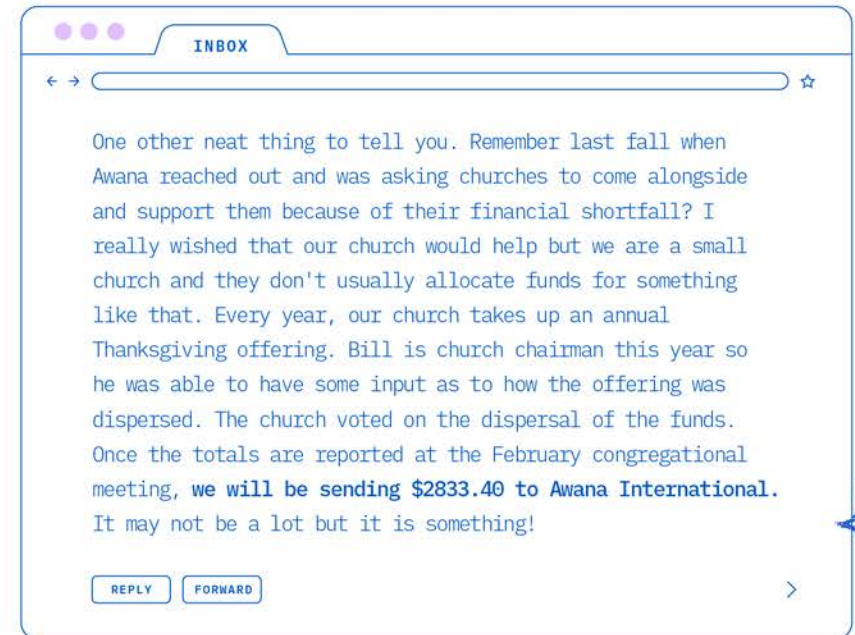 INBOX
One other neat thing to tell you. Remember last fall when
Awana reached out and was asking churches to come alongside
and support them because of their financial shortfall? I
really wished that our church would help but we are a small
church and they don't usually allocate funds for something
like that. Every year, our church takes up an annual
Thanksgiving offering. Bill is church chairman this year so
he was able to have some input as to how the offering was
dispersed. The church voted on the dispersal of the funds.
Once the totals are reported at the February congregational
meeting, we will be sending $2833.40 to Awana International.
It may not be a lot but it is something!
REPLY FORWARD